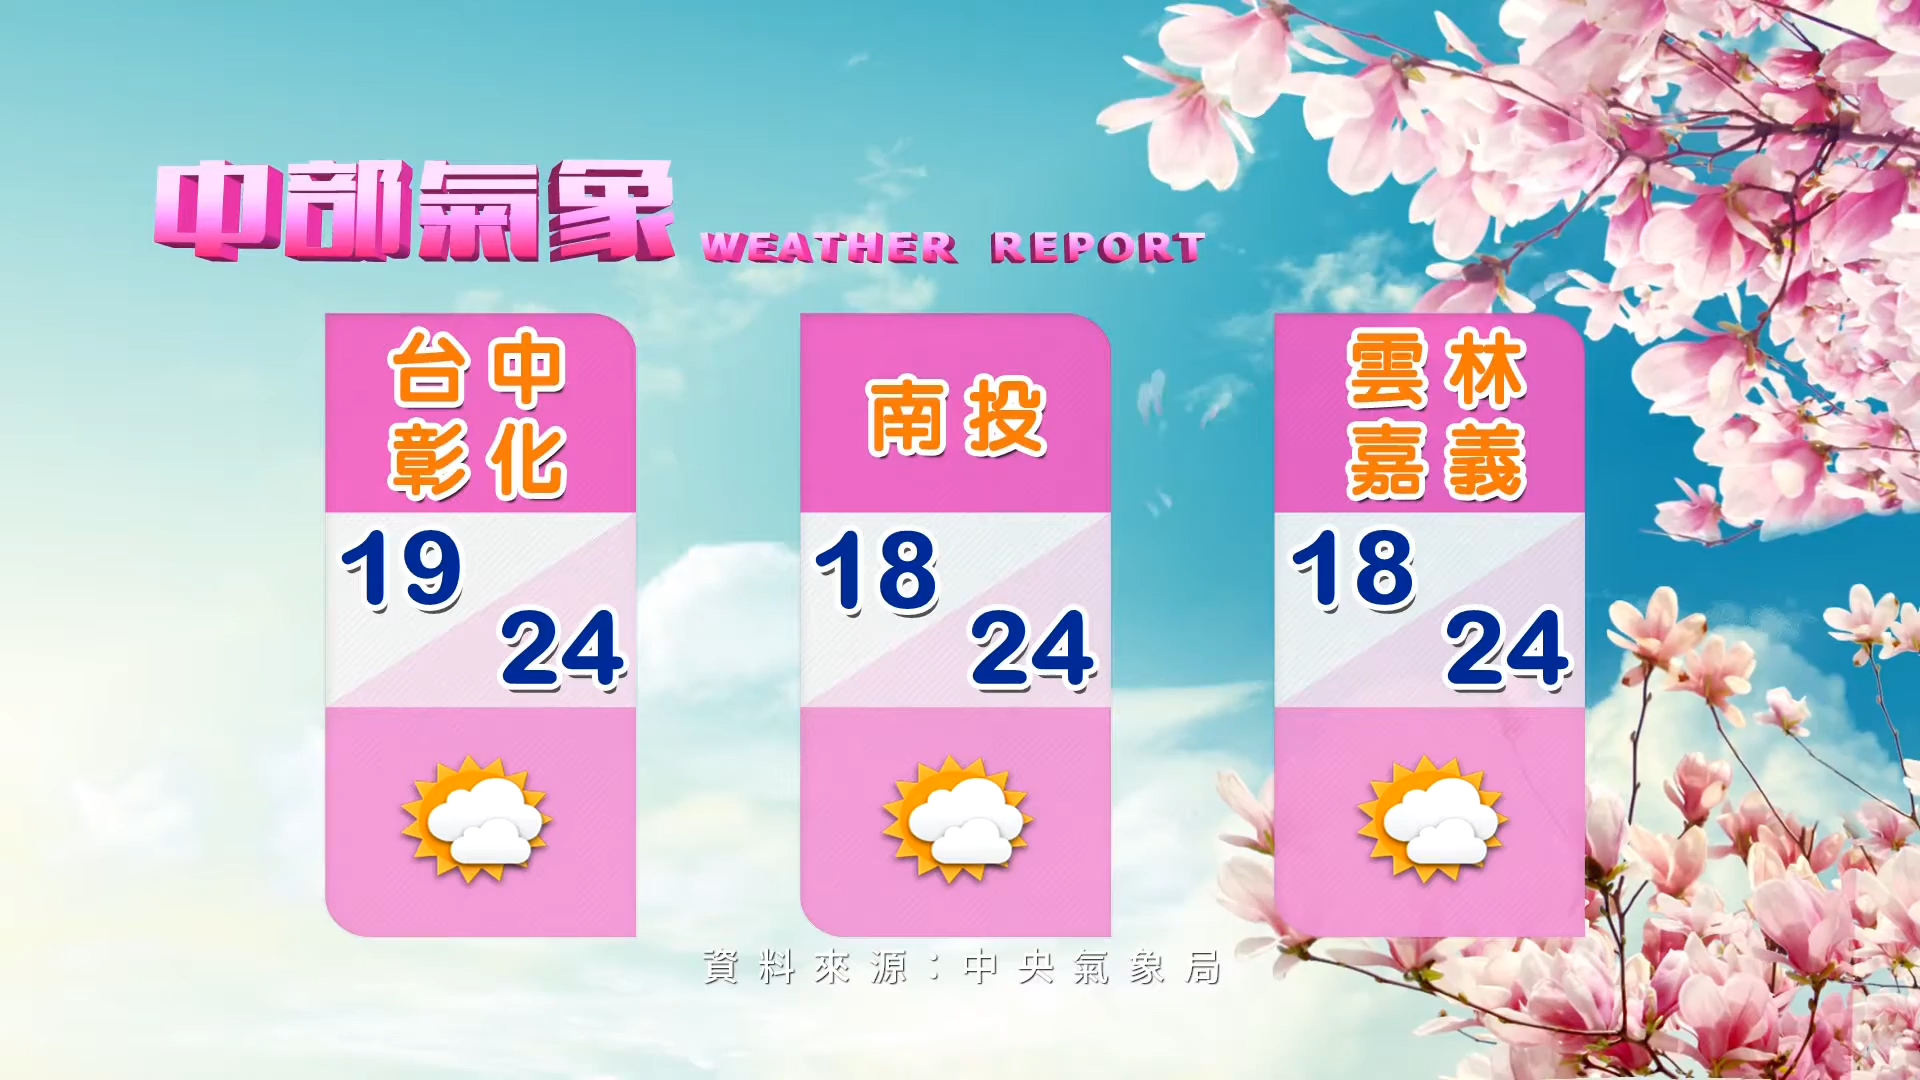 中部氣象 WEATHER REPORT
台中
彰化
19
24
南投
18
24
雲林
嘉義
18
24
資料來源：中央氣象局